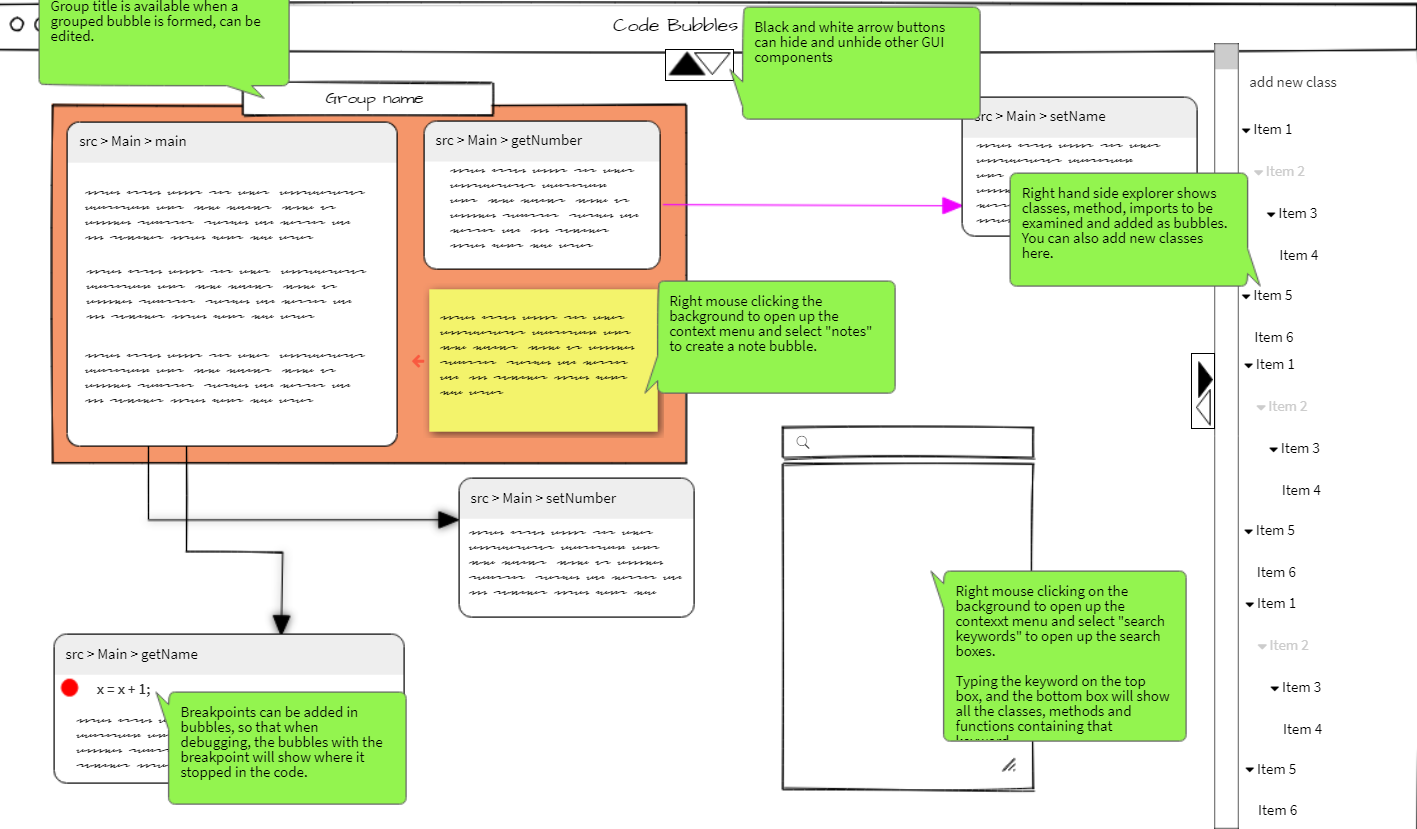 Group title is available when a
grouped bubble is formed, can be
edited.
Code Bubbles
Black and white arrow buttons
can hide and unhide other GUI
components
Group name
src > Main > main
src > Main > getNumber
src > Main > setName
Right hand side explorer shows
classes, method, imports to be
examined and added as bubbles.
You can also add new classes
here.
Right mouse clicking the
background to open up the
context menu and select "notes"
to create a note bubble.
src > Main > setNumber
src > Main > getName
x = x + 1;
Breakpoints can be added in
bubbles, so that when
debugging, the bubbles with the
breakpoint will show where it
stopped in the code.
Right mouse clicking on the
background to open up the
contexxt menu and select "search
keywords" to open up the search
boxes.
Typing the keyword on the top
box, and the bottom box will show
all the classes, methods and
functions containing that
add new class
Item 1
Item 2
Item 3
Item 4
Item 5
Item 6
Item 1
Item 2
Item 3
Item 4
Item 5
Item 6
Item 1
Item 2
Item 3
Item 4
Item 5
Item 6